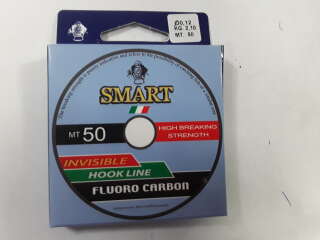 Ø0,12
KG. 2,10
MT. 50
SMART
MT 50
HIGH BREAKING
STRENGTH
INVISIBLE
HOOK LINE
FLUORO CARBON